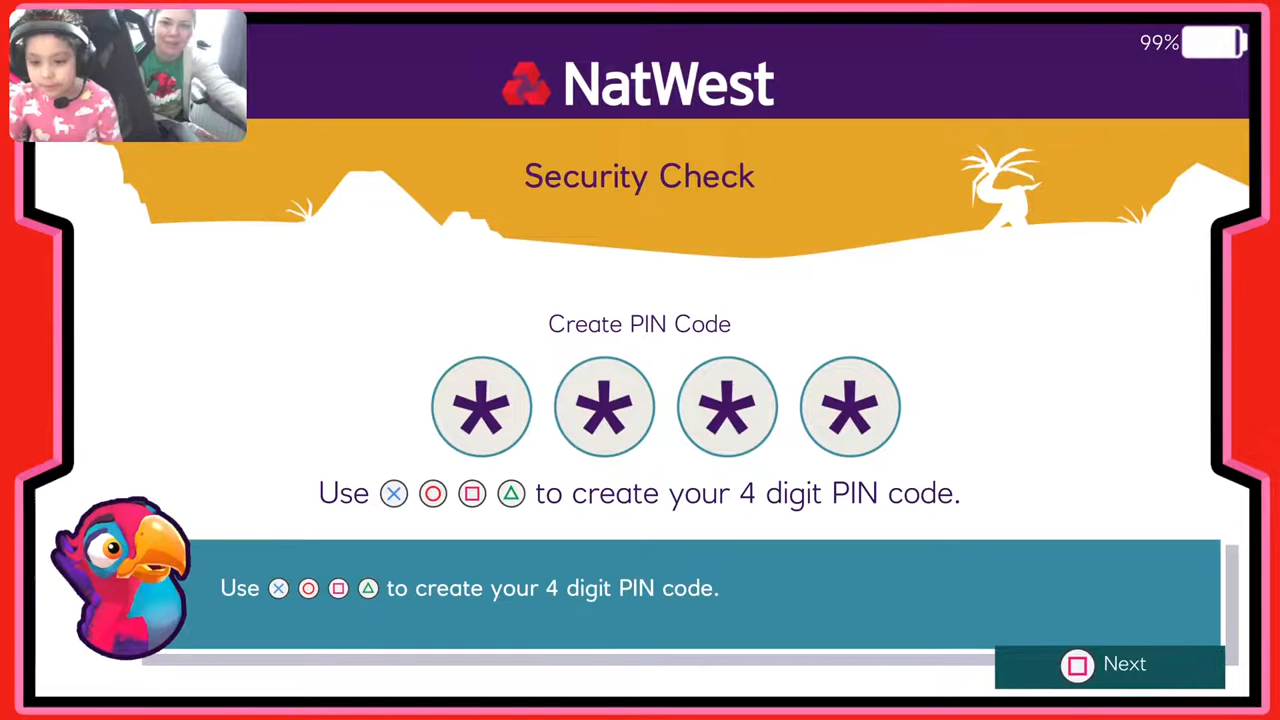 99%
NatWest
Security Check
Create PIN Code
* * * *
Use to create your 4 digit PIN code.
Use to create your 4 digit PIN code.
Next